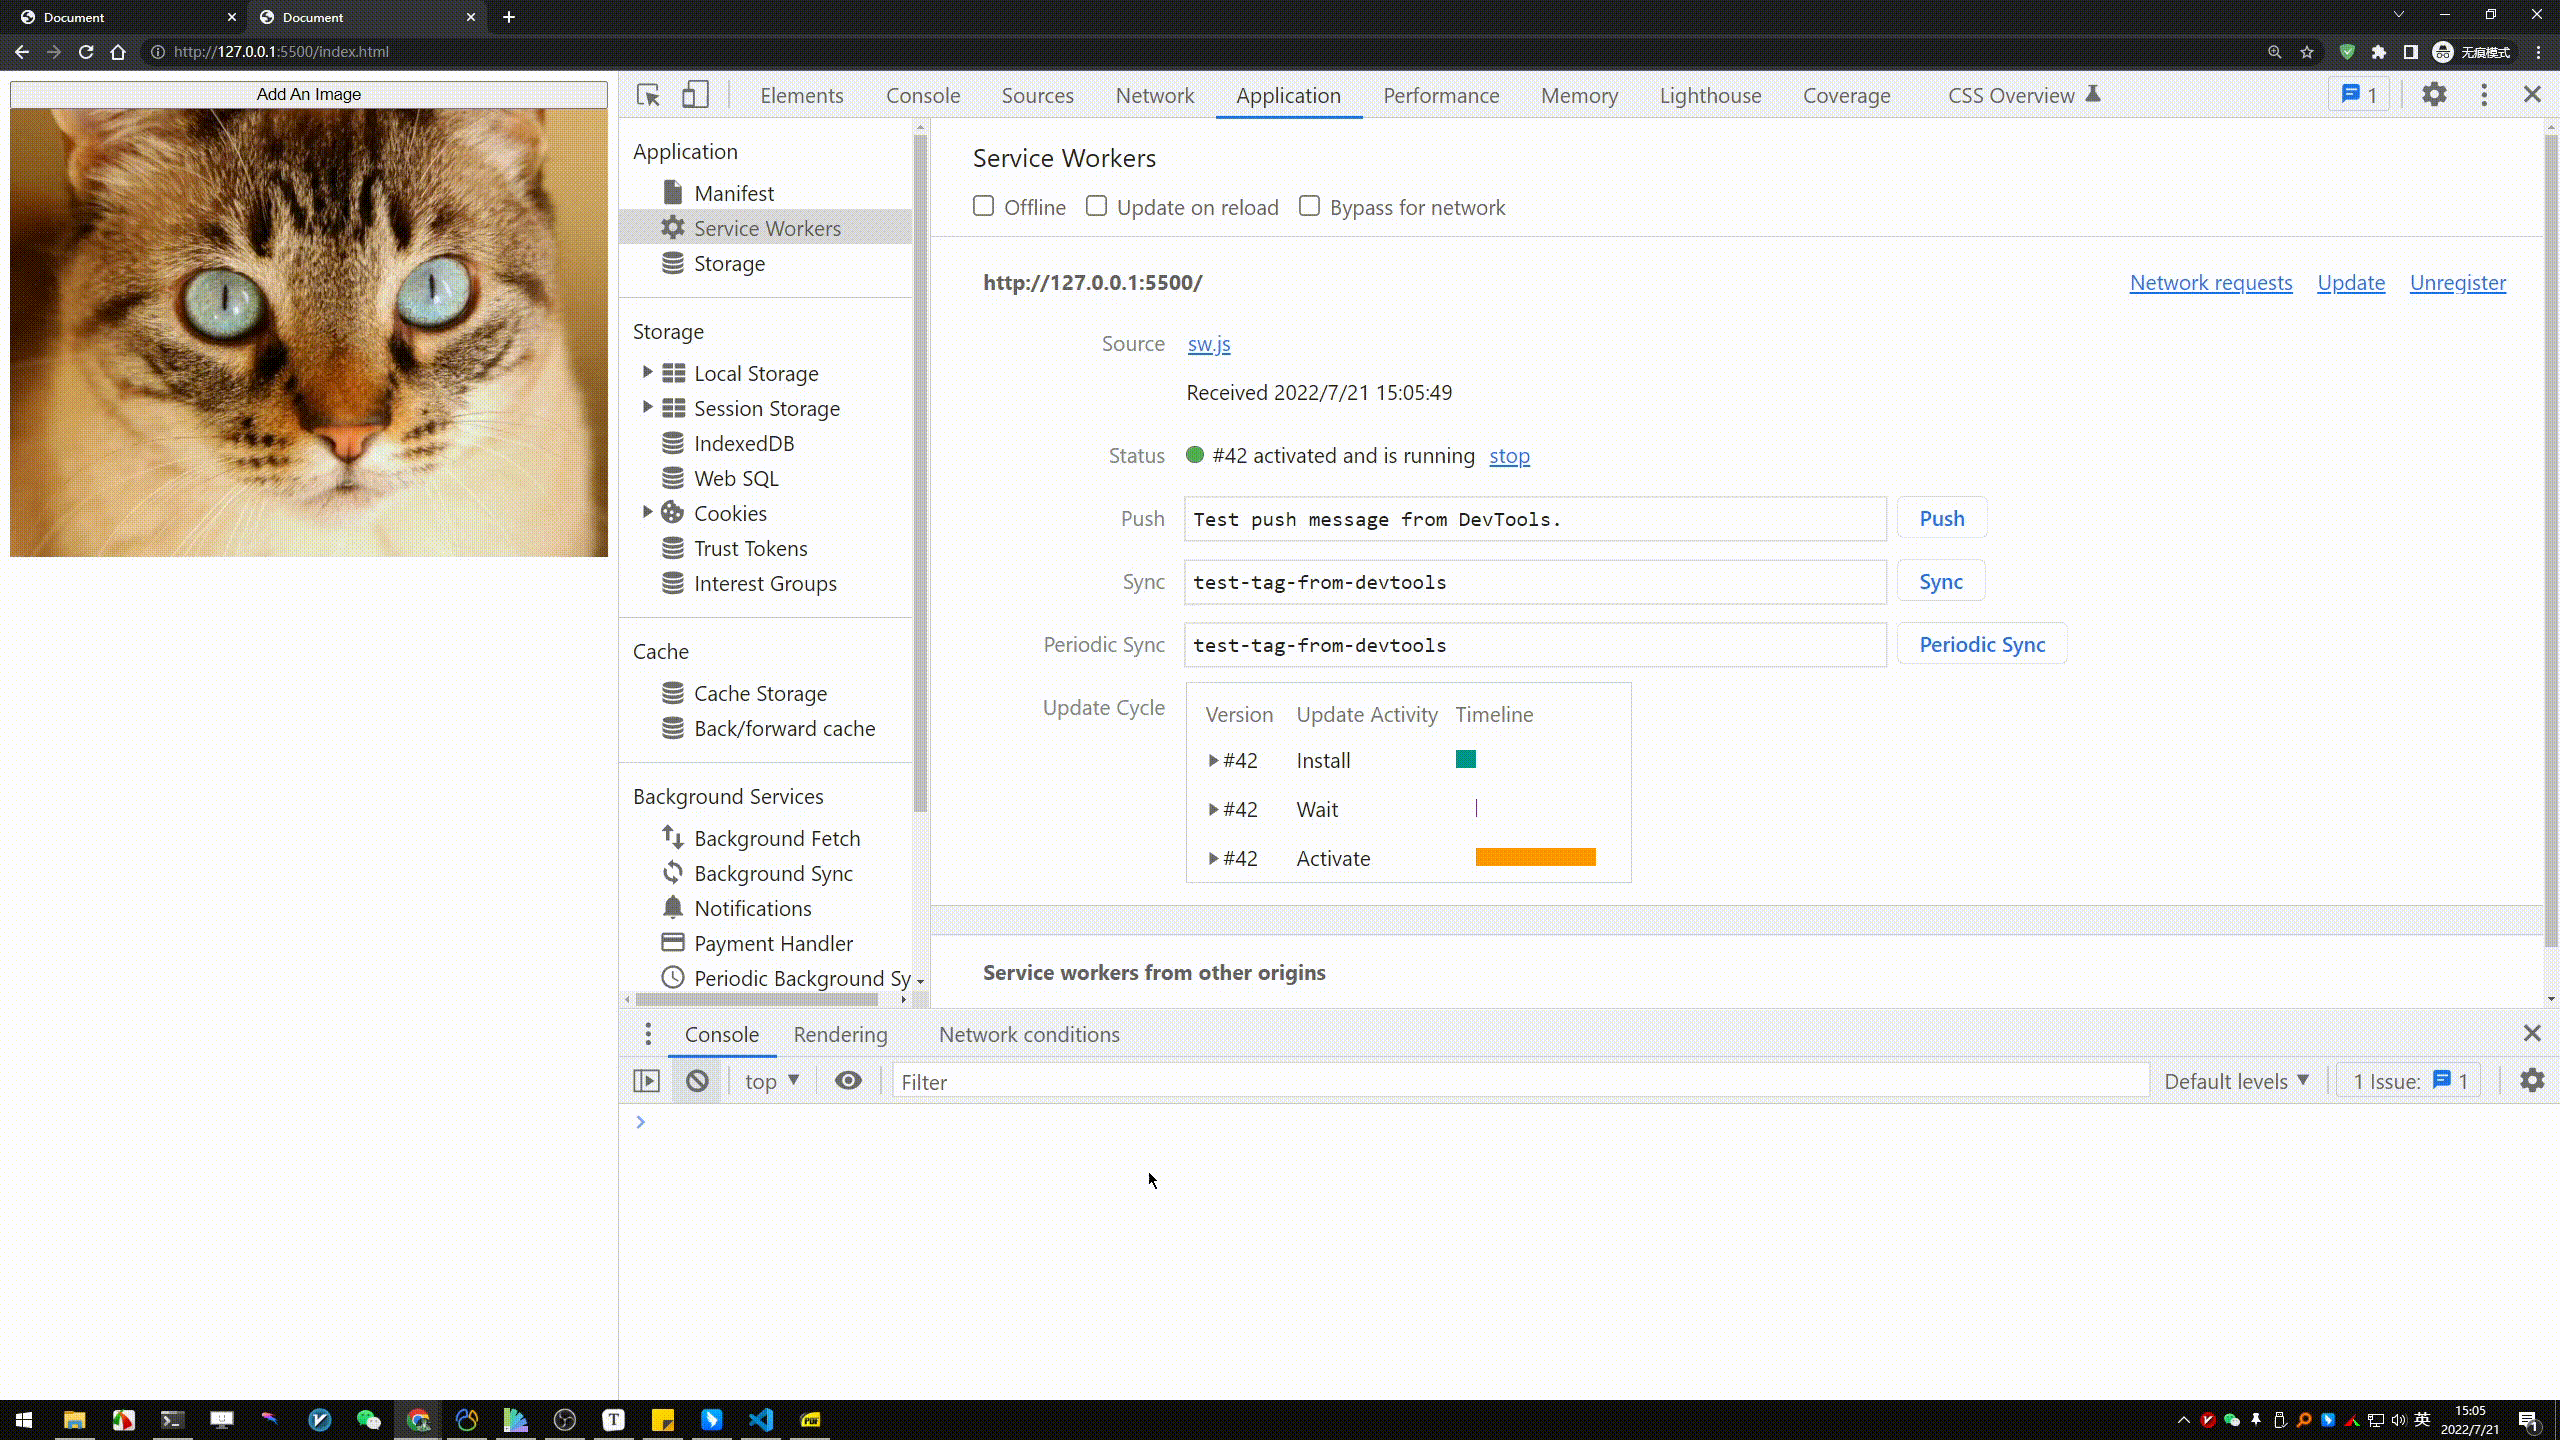 Document
Document
http://127.0.0.1:5500/index.html
无痕模式
Add An Image
Elements Console Sources Network Application Performance Memory Lighthouse Coverage CSS Overview
1
Application
Manifest
Service Workers
Storage
Storage
Local Storage
Session Storage
IndexedDB
Web SQL
Cookies
Trust Tokens
Interest Groups
Cache
Cache Storage
Back/forward cache
Background Services
Background Fetch
Background Sync
Notifications
Payment Handler
Periodic Background Sy
Service Workers
Offline Update on reload Bypass for network
http://127.0.0.1:5500/ Network requests Update Unregister
Source sw.js
Received 2022/7/21 15:05:49
Status #42 activated and is running stop
Push Test push message from DevTools. Push
Sync test-tag-from-devtools Sync
Periodic Sync test-tag-from-devtools Periodic Sync
Update Cycle Version Update Activity Timeline
#42 Install
#42 Wait
#42 Activate
Service workers from other origins
Console Rendering Network conditions
top Filter Default levels 1 Issue: 1
T
PDF
英
15:05
2022/7/21
1